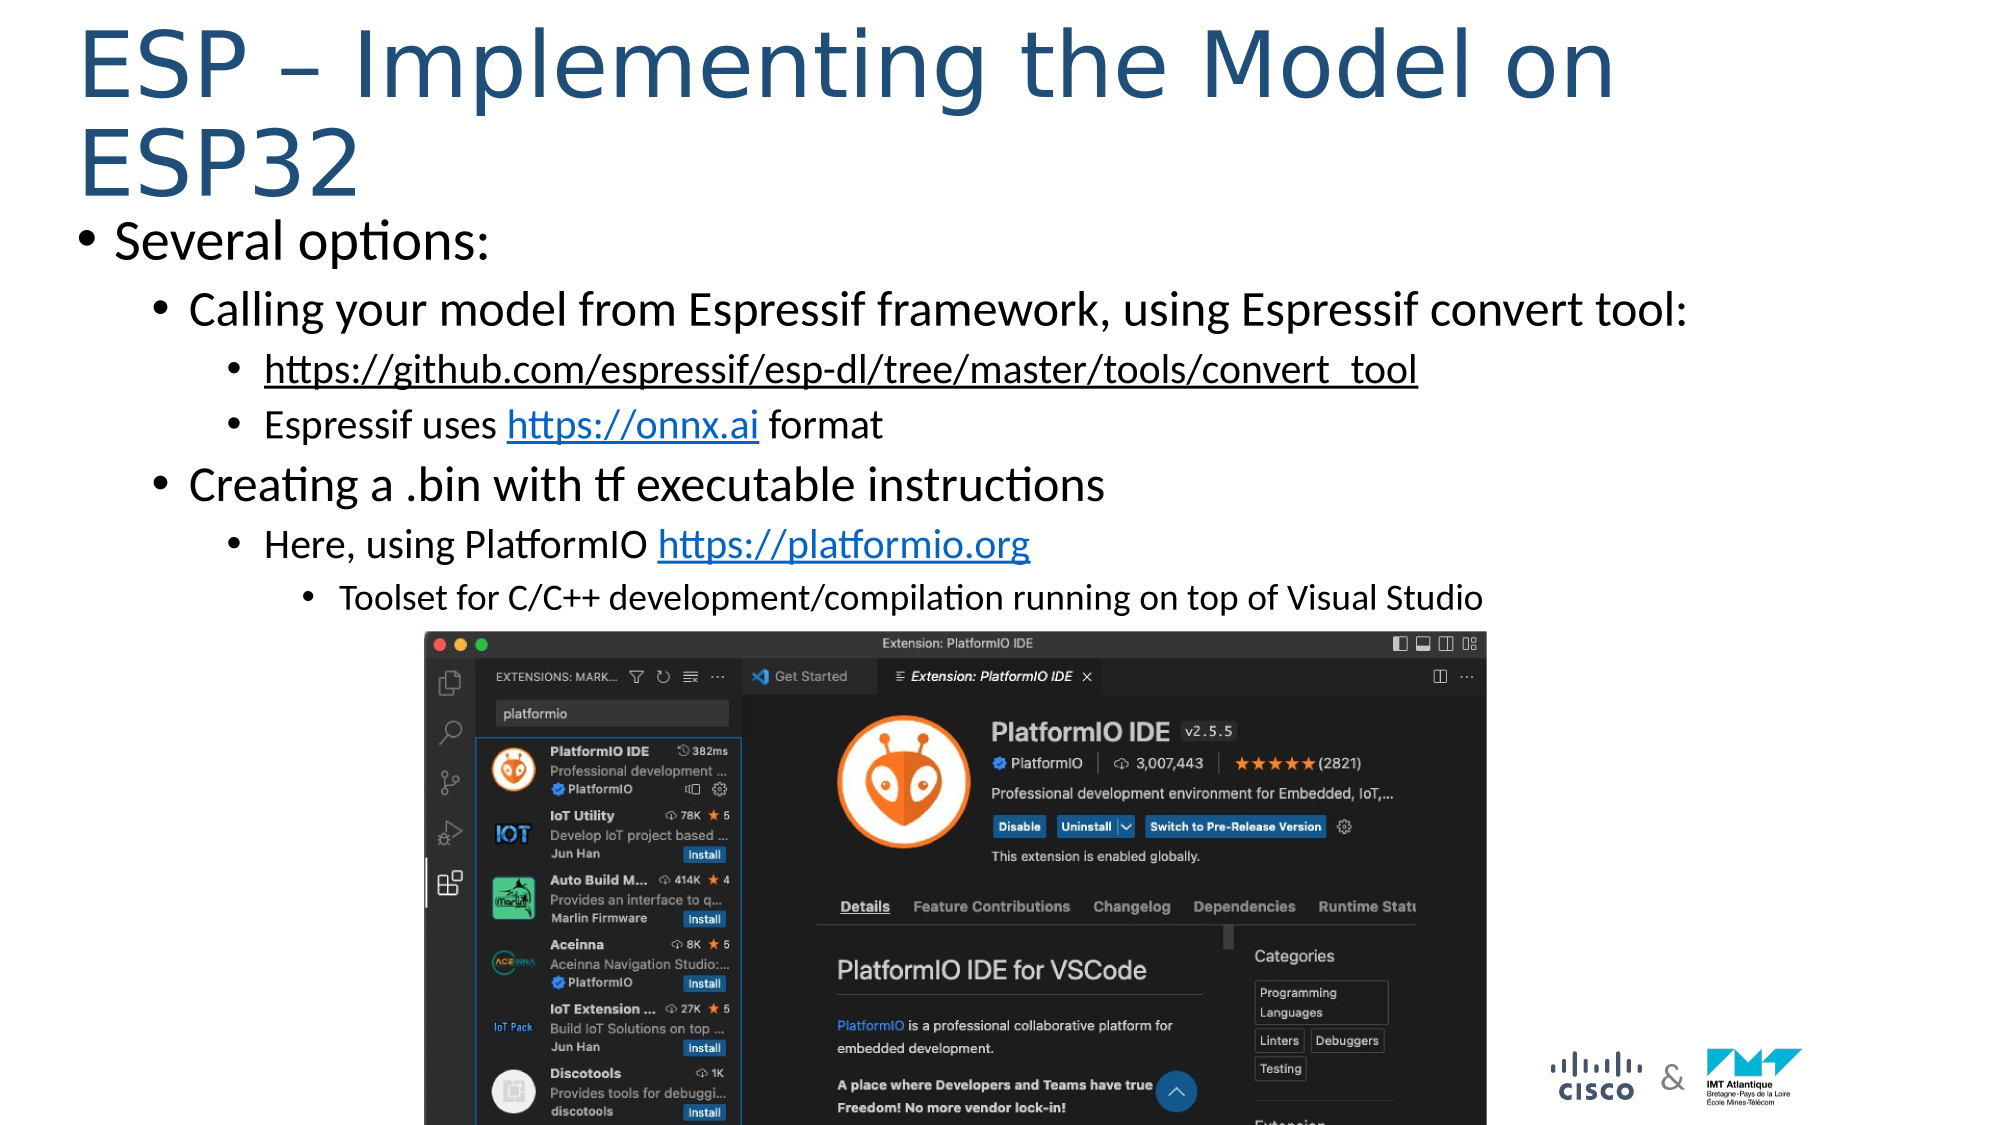 ESP – Implementing the Model on
ESP32
• Several options:
• Calling your model from Espressif framework, using Espressif convert tool:
• https://github.com/espressif/esp-dl/tree/master/tools/convert_tool
• Espressif uses https://onnx.ai format
• Creating a .bin with tf executable instructions
• Here, using PlatformIO https://platformio.org
• Toolset for C/C++ development/compilation running on top of Visual Studio
Extension: PlatformIO IDE
EXTENSIONS: MARK...
Get Started
Extension: PlatformIO IDE
platformio
PlatformIO IDE 382ms
Professional development ...
PlatformIO
IoT Utility 78K 5
Develop IoT project based ...
Jun Han Install
Auto Build M... 414K 4
Provides an interface to q...
Marlin Firmware Install
Aceinna 8K 5
Aceinna Navigation Studio:...
PlatformIO Install
IoT Extension ... 27K 5
Build IoT Solutions on top ...
Jun Han Install
Discotools 1K
Provides tools for debuggi...
discotools Install
IOT
Marlin
ACEINNA
IoT Pack
PlatformIO IDE v2.5.5
PlatformIO 3,007,443 ★★★★★(2821)
Professional development environment for Embedded, IoT,...
Disable Uninstall Switch to Pre-Release Version
This extension is enabled globally.
Details Feature Contributions Changelog Dependencies Runtime Statu
PlatformIO IDE for VSCode
PlatformIO is a professional collaborative platform for
embedded development.
A place where Developers and Teams have true
Freedom! No more vendor lock-in!
Categories
Programming
Languages
Linters Debuggers
Testing
Extension
CISCO & IMT Atlantique
Bretagne-Pays de la Loire
École Mines-Télécom